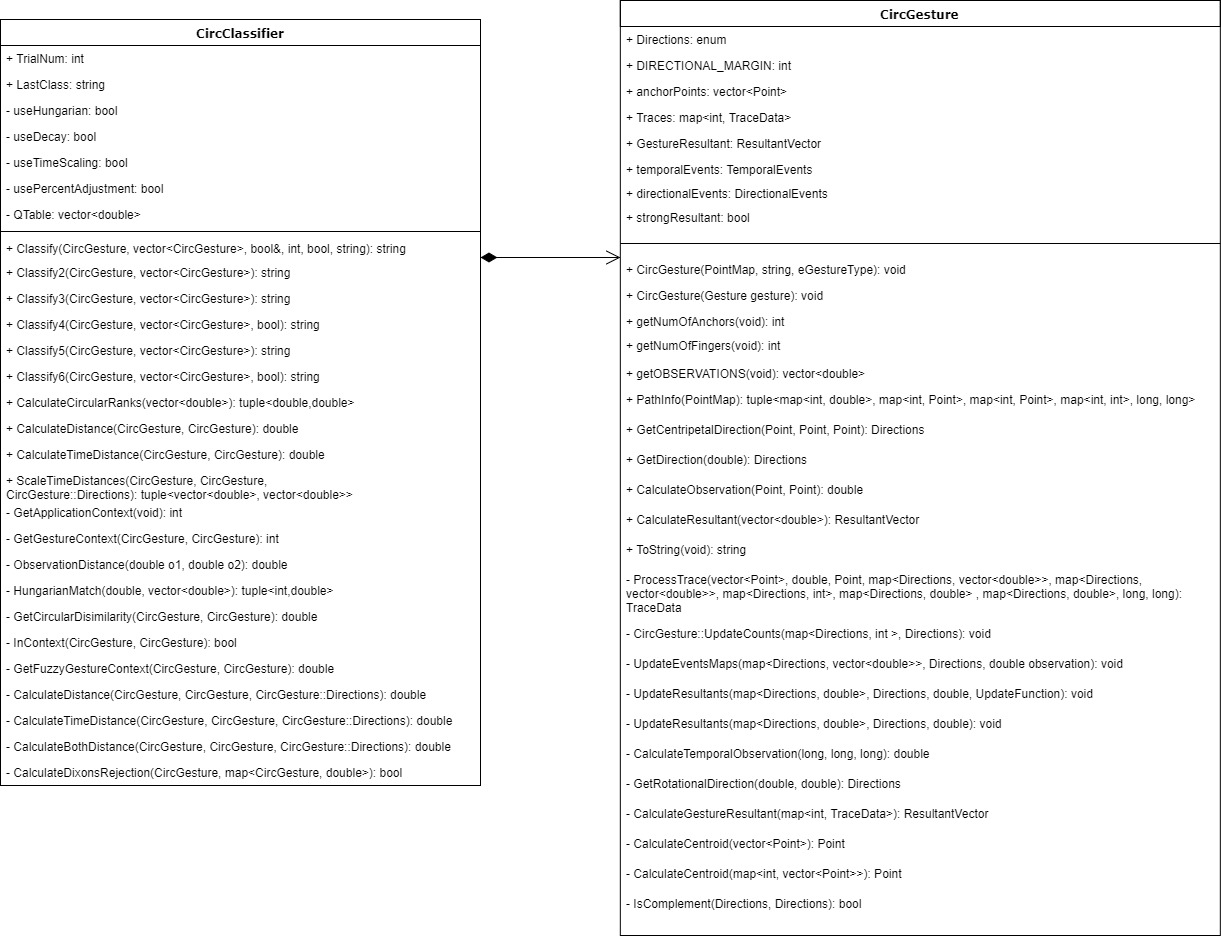 CircClassifier
+ TrialNum: int
+ LastClass: string
- useHungarian: bool
- useDecay: bool
- useTimeScaling: bool
- usePercentAdjustment: bool
- QTable: vector<double>
+ Classify(CircGesture, vector<CircGesture>, bool&, int, bool, string): string
+ Classify2(CircGesture, vector<CircGesture>): string
+ Classify3(CircGesture, vector<CircGesture>): string
+ Classify4(CircGesture, vector<CircGesture>, bool): string
+ Classify5(CircGesture, vector<CircGesture>): string
+ Classify6(CircGesture, vector<CircGesture>, bool): string
+ CalculateCircularRanks(vector<double>): tuple<double,double>
+ CalculateDistance(CircGesture, CircGesture): double
+ CalculateTimeDistance(CircGesture, CircGesture): double
+ ScaleTimeDistances(CircGesture, CircGesture,
CircGesture::Directions): tuple<vector<double>, vector<double>>
- GetApplicationContext(void): int
- GetGestureContext(CircGesture, CircGesture): int
- ObservationDistance(double o1, double o2): double
- HungarianMatch(double, vector<double>): tuple<int,double>
- GetCircularDisimilarity(CircGesture, CircGesture): double
- InContext(CircGesture, CircGesture): bool
- GetFuzzyGestureContext(CircGesture, CircGesture): double
- CalculateDistance(CircGesture, CircGesture, CircGesture::Directions): double
- CalculateTimeDistance(CircGesture, CircGesture, CircGesture::Directions): double
- CalculateBothDistance(CircGesture, CircGesture, CircGesture::Directions): double
- CalculateDixonsRejection(CircGesture, map<CircGesture, double>): bool
CircGesture
+ Directions: enum
+ DIRECTIONAL_MARGIN: int
+ anchorPoints: vector<Point>
+ Traces: map<int, TraceData>
+ GestureResultant: ResultantVector
+ temporalEvents: TemporalEvents
+ directionalEvents: DirectionalEvents
+ strongResultant: bool
+ CircGesture(PointMap, string, eGestureType): void
+ CircGesture(Gesture gesture): void
+ getNumOfAnchors(void): int
+ getNumOfFingers(void): int
+ getOBSERVATIONS(void): vector<double>
+ PathInfo(PointMap): tuple<map<int, double>, map<int, Point>, map<int, Point>, map<int, int>, long, long>
+ GetCentripetalDirection(Point, Point, Point): Directions
+ GetDirection(double): Directions
+ CalculateObservation(Point, Point): double
+ CalculateResultant(vector<double>): ResultantVector
+ ToString(void): string
- ProcessTrace(vector<Point>, double, Point, map<Directions, vector<double>>, map<Directions,
vector<double>>, map<Directions, int>, map<Directions, double> , map<Directions, double>, long, long):
TraceData
- CircGesture::UpdateCounts(map<Directions, int >, Directions): void
- UpdateEventsMaps(map<Directions, vector<double>>, Directions, double observation): void
- UpdateResultants(map<Directions, double>, Directions, double, UpdateFunction): void
- UpdateResultants(map<Directions, double>, Directions, double): void
- CalculateTemporalObservation(long, long, long): double
- GetRotationalDirection(double, double): Directions
- CalculateGestureResultant(map<int, TraceData>): ResultantVector
- CalculateCentroid(vector<Point>): Point
- CalculateCentroid(map<int, vector<Point>>): Point
- IsComplement(Directions, Directions): bool